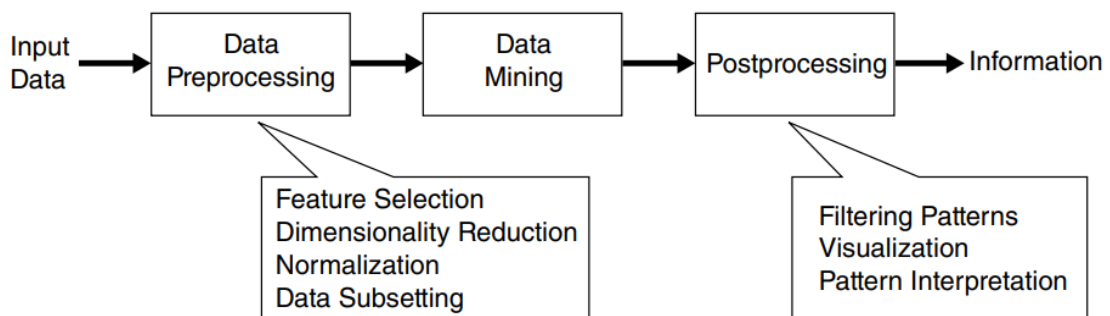 Input
Data
Data
Preprocessing
Data
Mining
Postprocessing
Information
Feature Selection
Dimensionality Reduction
Normalization
Data Subsetting
Filtering Patterns
Visualization
Pattern Interpretation